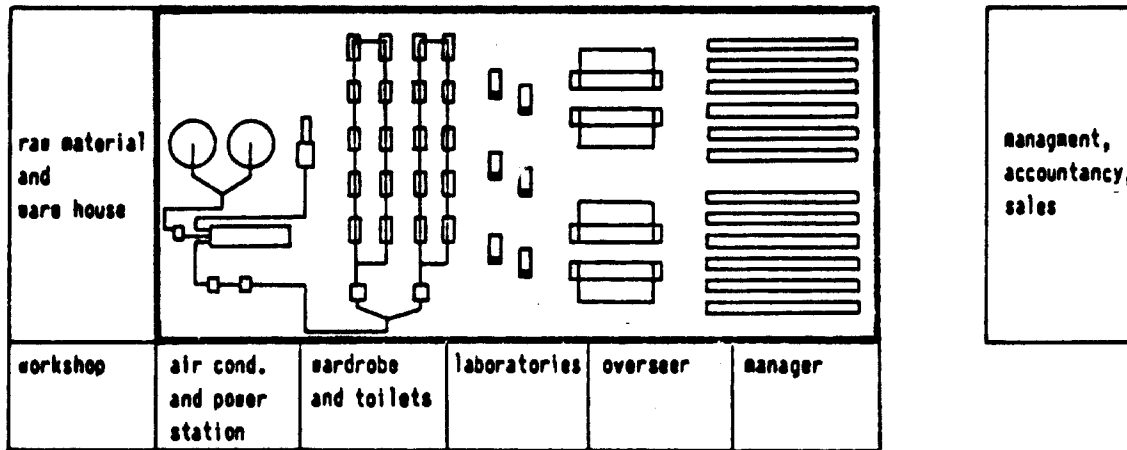 raw material
and
ware house
managment,
accountancy,
sales
workshop
air cond.
and power
station
wardrobe
and toilets
laboratories
overseer
manager